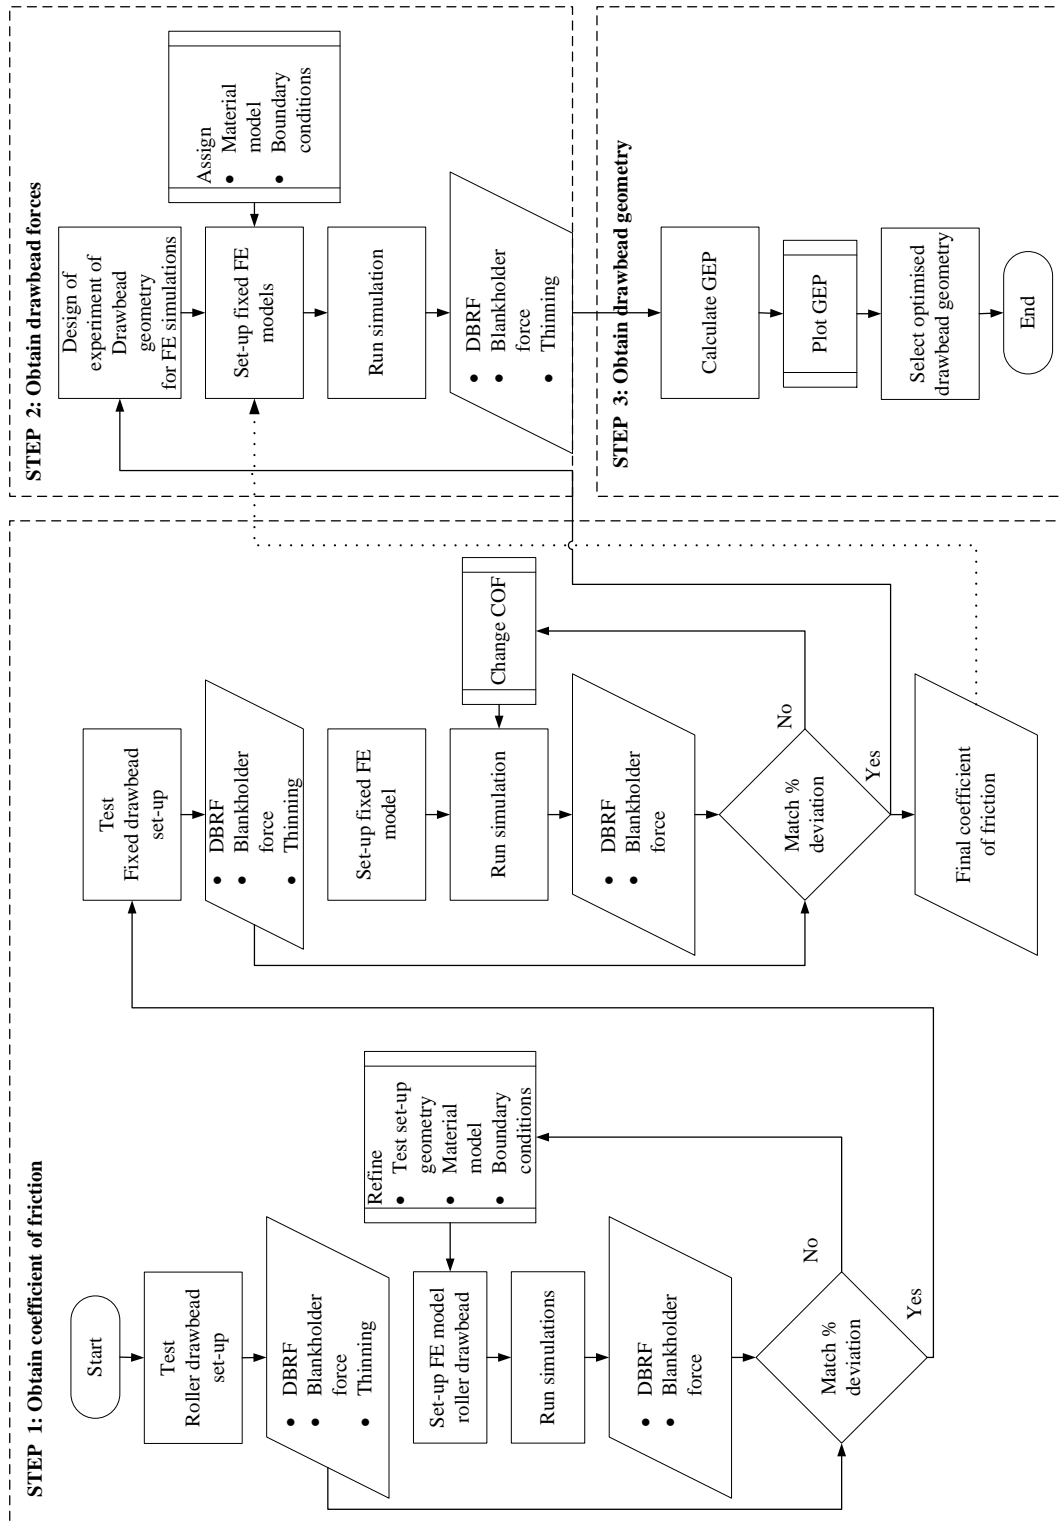 STEP 1: Obtain coefficient of friction
Start
Test
Roller drawbead
set-up
• DBRF
• Blankholder
force
• Thinning
Refine
• Test set-up
geometry
• Material
model
• Boundary
conditions
Set-up FE model
roller drawbead
Run simulations
• DBRF
• Blankholder
force
Match %
deviation
No
Yes
Test
Fixed drawbead
set-up
• DBRF
• Blankholder
force
• Thinning
Set-up fixed FE
model
Change COF
Run simulation
• DBRF
• Blankholder
force
Match %
deviation
No
Yes
Final coefficient
of friction
STEP 2: Obtain drawbead forces
Design of
experiment of
Drawbead
geometry
for FE simulations
Assign
• Material
model
• Boundary
conditions
Set-up fixed FE
models
Run simulation
• DBRF
• Blankholder
force
• Thinning
STEP 3: Obtain drawbead geometry
Calculate GEP
Plot GEP
Select optimised
drawbead geometry
End